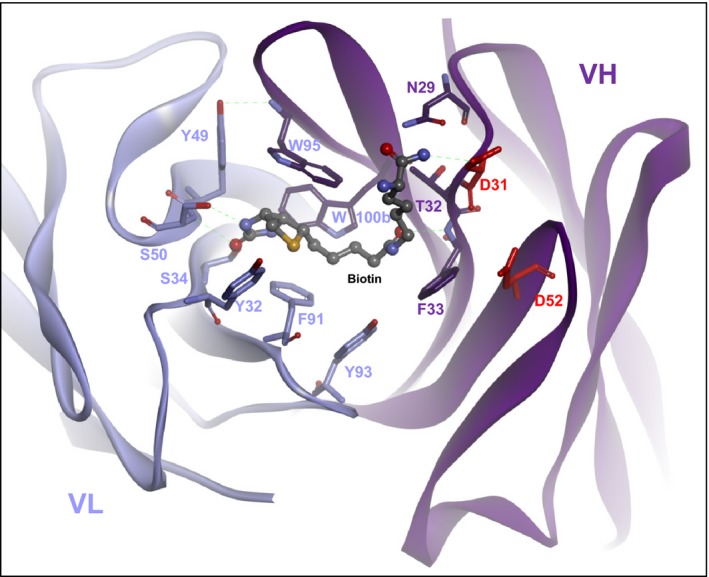 VH
N29
Y49
W95
D31
T32
W 100b
S50
Biotin
S34
Y32
F91
F33
D52
Y93
VL